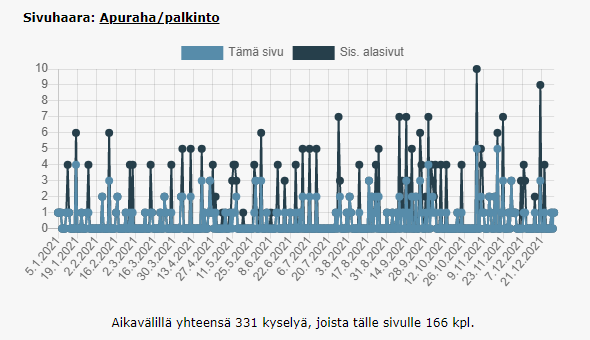 Sivuhaara: Apuraha/palkinto
Tämä sivu Sis. alasivut
10
9
8
7
6
5
4
3
2
1
0
5.1.2021 19.1.2021 2.2.2021 16.2.2021 2.3.2021 16.3.2021 30.3.2021 13.4.2021 27.4.2021 11.5.2021 25.5.2021 8.6.2021 22.6.2021 6.7.2021 20.7.2021 3.8.2021 17.8.2021 31.8.2021 14.9.2021 28.9.2021 12.10.2021 26.10.2021 9.11.2021 23.11.2021 7.12.2021 21.12.2021
Aikavälillä yhteensä 331 kyselyä, joista tälle sivulle 166 kpl.